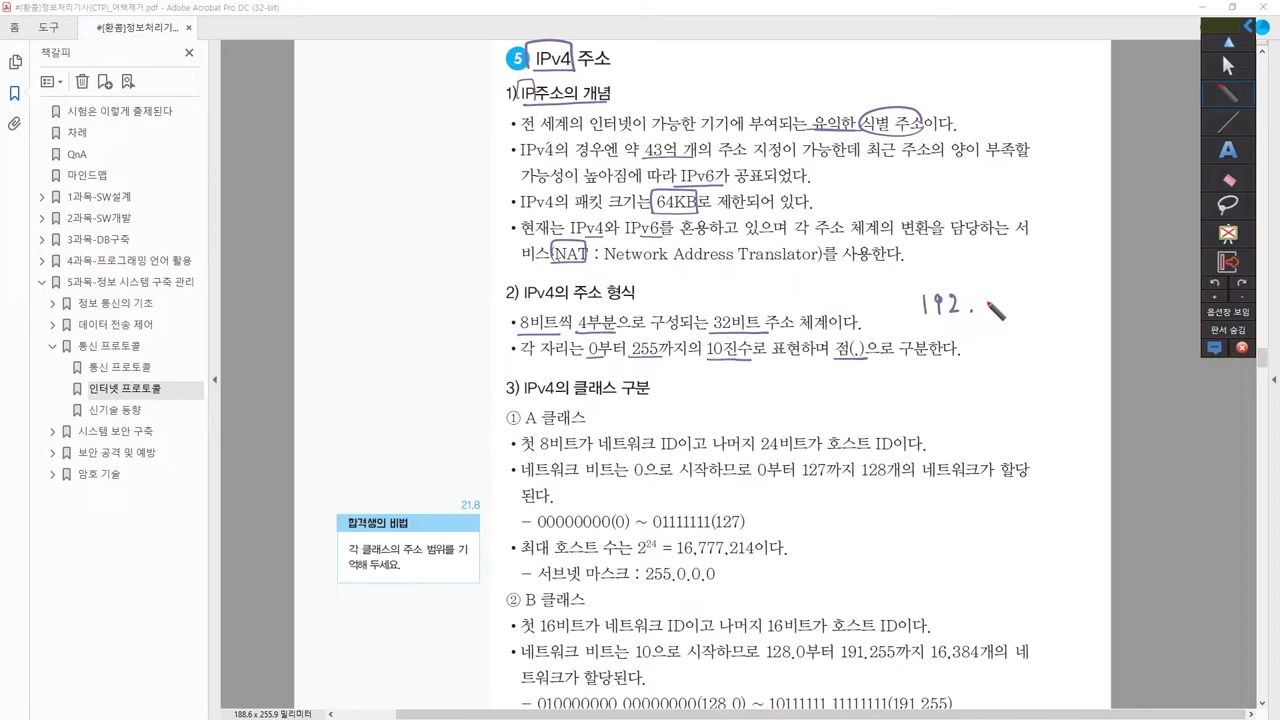 #[환콤]정보처리기사(CTP)_여백제거.pdf - Adobe Acrobat Pro DC (32-bit)
홈 도구 #[환콤]정보처리기... ×
책갈피
시험은 이렇게 출제된다
차례
QnA
마인드맵
1과목-SW설계
2과목-SW개발
3과목-DB구축
4과목-프로그래밍 언어 활용
5과목-정보 시스템 구축 관리
정보 통신의 기초
데이터 전송 제어
통신 프로토콜
통신 프로토콜
인터넷 프로토콜
신기술 동향
시스템 보안 구축
보안 공격 및 예방
암호 기술
21.8
합격생의 비법
각 클래스의 주소 범위를 기
억해 두세요.
5 IPv4 주소
1) IP주소의 개념
• 전 세계의 인터넷이 가능한 기기에 부여되는 유일한 식별 주소이다.
• IPv4의 경우엔 약 43억 개의 주소 지정이 가능한데 최근 주소의 양이 부족할
가능성이 높아짐에 따라 IPv6가 공표되었다.
• IPv4의 패킷 크기는 64KB로 제한되어 있다.
• 현재는 IPv4와 IPv6를 혼용하고 있으며 각 주소 체계의 변환을 담당하는 서
비스 NAT : Network Address Translator)를 사용한다.
2) IPv4의 주소 형식
192 .
• 8비트씩 4부분으로 구성되는 32비트 주소 체계이다.
• 각 자리는 0부터 255까지의 10진수로 표현하며 점(.)으로 구분한다.
3) IPv4의 클래스 구분
① A 클래스
• 첫 8비트가 네트워크 ID이고 나머지 24비트가 호스트 ID이다.
• 네트워크 비트는 0으로 시작하므로 0부터 127까지 128개의 네트워크가 할당
된다.
– 00000000(0) ~ 01111111(127)
• 최대 호스트 수는 2²⁴ = 16,777,214이다.
– 서브넷 마스크 : 255.0.0.0
② B 클래스
• 첫 16비트가 네트워크 ID이고 나머지 16비트가 호스트 ID이다.
• 네트워크 비트는 10으로 시작하므로 128.0부터 191.255까지 16,384개의 네
트워크가 할당된다.
– 010000000 00000000(128.0) ~ 10111111 11111111(191.255)
A
옵션창 보임
판서 숨김
188.6 x 255.9 밀리미터